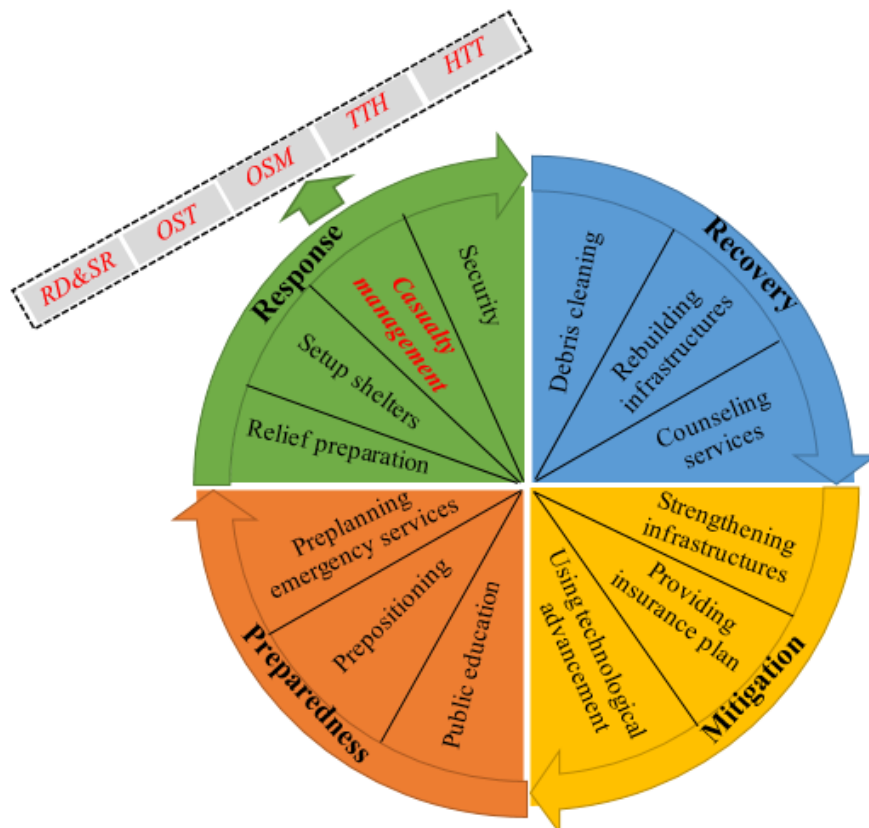 RD&SR
OST
OSM
TTH
HTT
Response
Relief preparation
Setup shelters
Casualty
management
Security
Recovery
Debris cleaning
Rebuilding
infrastructures
Counseling
services
Mitigation
Strengthening
infrastructures
Providing
insurance plan
Using technological
advancement
Preparedness
Public education
Prepositioning
Preplanning
emergency services